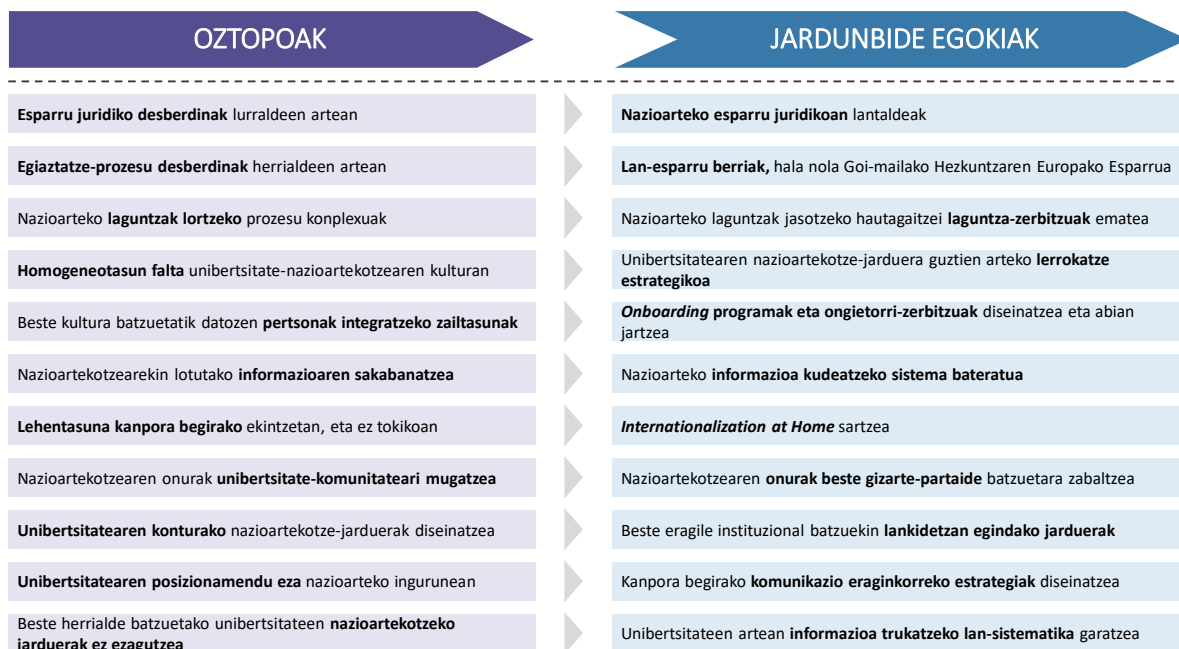 OZTOPOAK
JARDUNBIDE EGOKIAK
Esparru juridiko desberdinak lurraldeen artean
Nazioarteko esparru juridikoan lantaldeak
Egiaztatze-prozesu desberdinak herrialdeen artean
Lan-esparru berriak, hala nola Goi-mailako Hezkuntzaren Europako Esparrua
Nazioarteko laguntzak lortzeko prozesu konplexuak
Nazioarteko laguntzak jasotzeko hautagaitzei laguntza-zerbitzuak ematea
Homogeneotasun falta unibertsitate-nazioartekotzearen kulturan
Unibertsitatearen nazioartekotze-jarduera guztien arteko lerrokatze
estrategikoa
Beste kultura batzuetatik datozen pertsonak integratzeko zailtasunak
Onboarding programak eta ongietorri-zerbitzuak diseinatzea eta abian
jartzea
Nazioartekotzearekin lotutako informazioaren sakabanatzea
Nazioarteko informazioa kudeatzeko sistema bateratua
Lehentasuna kanpora begirako ekintzetan, eta ez tokikoan
Internationalization at Home sartzea
Nazioartekotzearen onurak unibertsitate-komunitateari mugatzea
Nazioartekotzearen onurak beste gizarte-partaide batzuetara zabaltzea
Unibertsitatearen konturako nazioartekotze-jarduerak diseinatzea
Beste eragile instituzional batzuekin lankidetzan egindako jarduerak
Unibertsitatearen posizionamendu eza nazioarteko ingurunean
Kanpora begirako komunikazio eraginkorreko estrategiak diseinatzea
Beste herrialde batzuetako unibertsitateen nazioartekotzeko
jarduerak ez ezagutzea
Unibertsitateen artean informazioa trukatzeko lan-sistematika garatzea